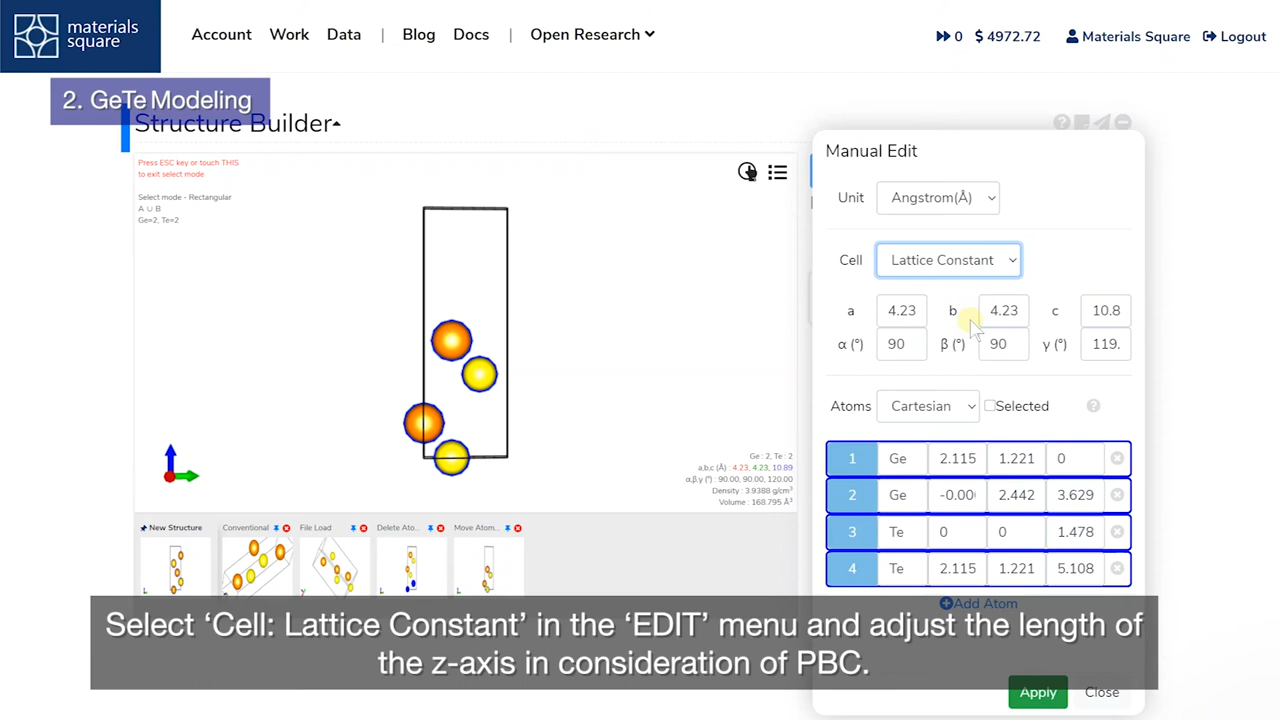 materials
square
Account Work Data | Blog Docs | Open Research
0 $ 4972.72 Materials Square Logout
2. GeTe Modeling
Structure Builder
Press ESC key or touch THIS
to exit select mode
Select mode - Rectangular
A ∪ B
Ge=2, Te=2
Ge : 2, Te : 2
a,b,c (Å) : 4.23, 4.23, 10.89
α,β,γ (°) : 90.00, 90.00, 120.00
Density : 3.9388 g/cm³
Volume : 168.795 Å³
New Structure Conventional File Load Delete Ato... Move Atom...
Manual Edit
Unit Angstrom(Å)
Cell Lattice Constant
a 4.23 b 4.23 c 10.8
α (°) 90 β (°) 90 γ (°) 119.
Atoms Cartesian Selected ?
1 Ge 2.115 1.221 0
2 Ge -0.00 2.442 3.629
3 Te 0 0 1.478
4 Te 2.115 1.221 5.108
Add Atom
Select ‘Cell: Lattice Constant’ in the ‘EDIT’ menu and adjust the length of
the z-axis in consideration of PBC.
Apply Close